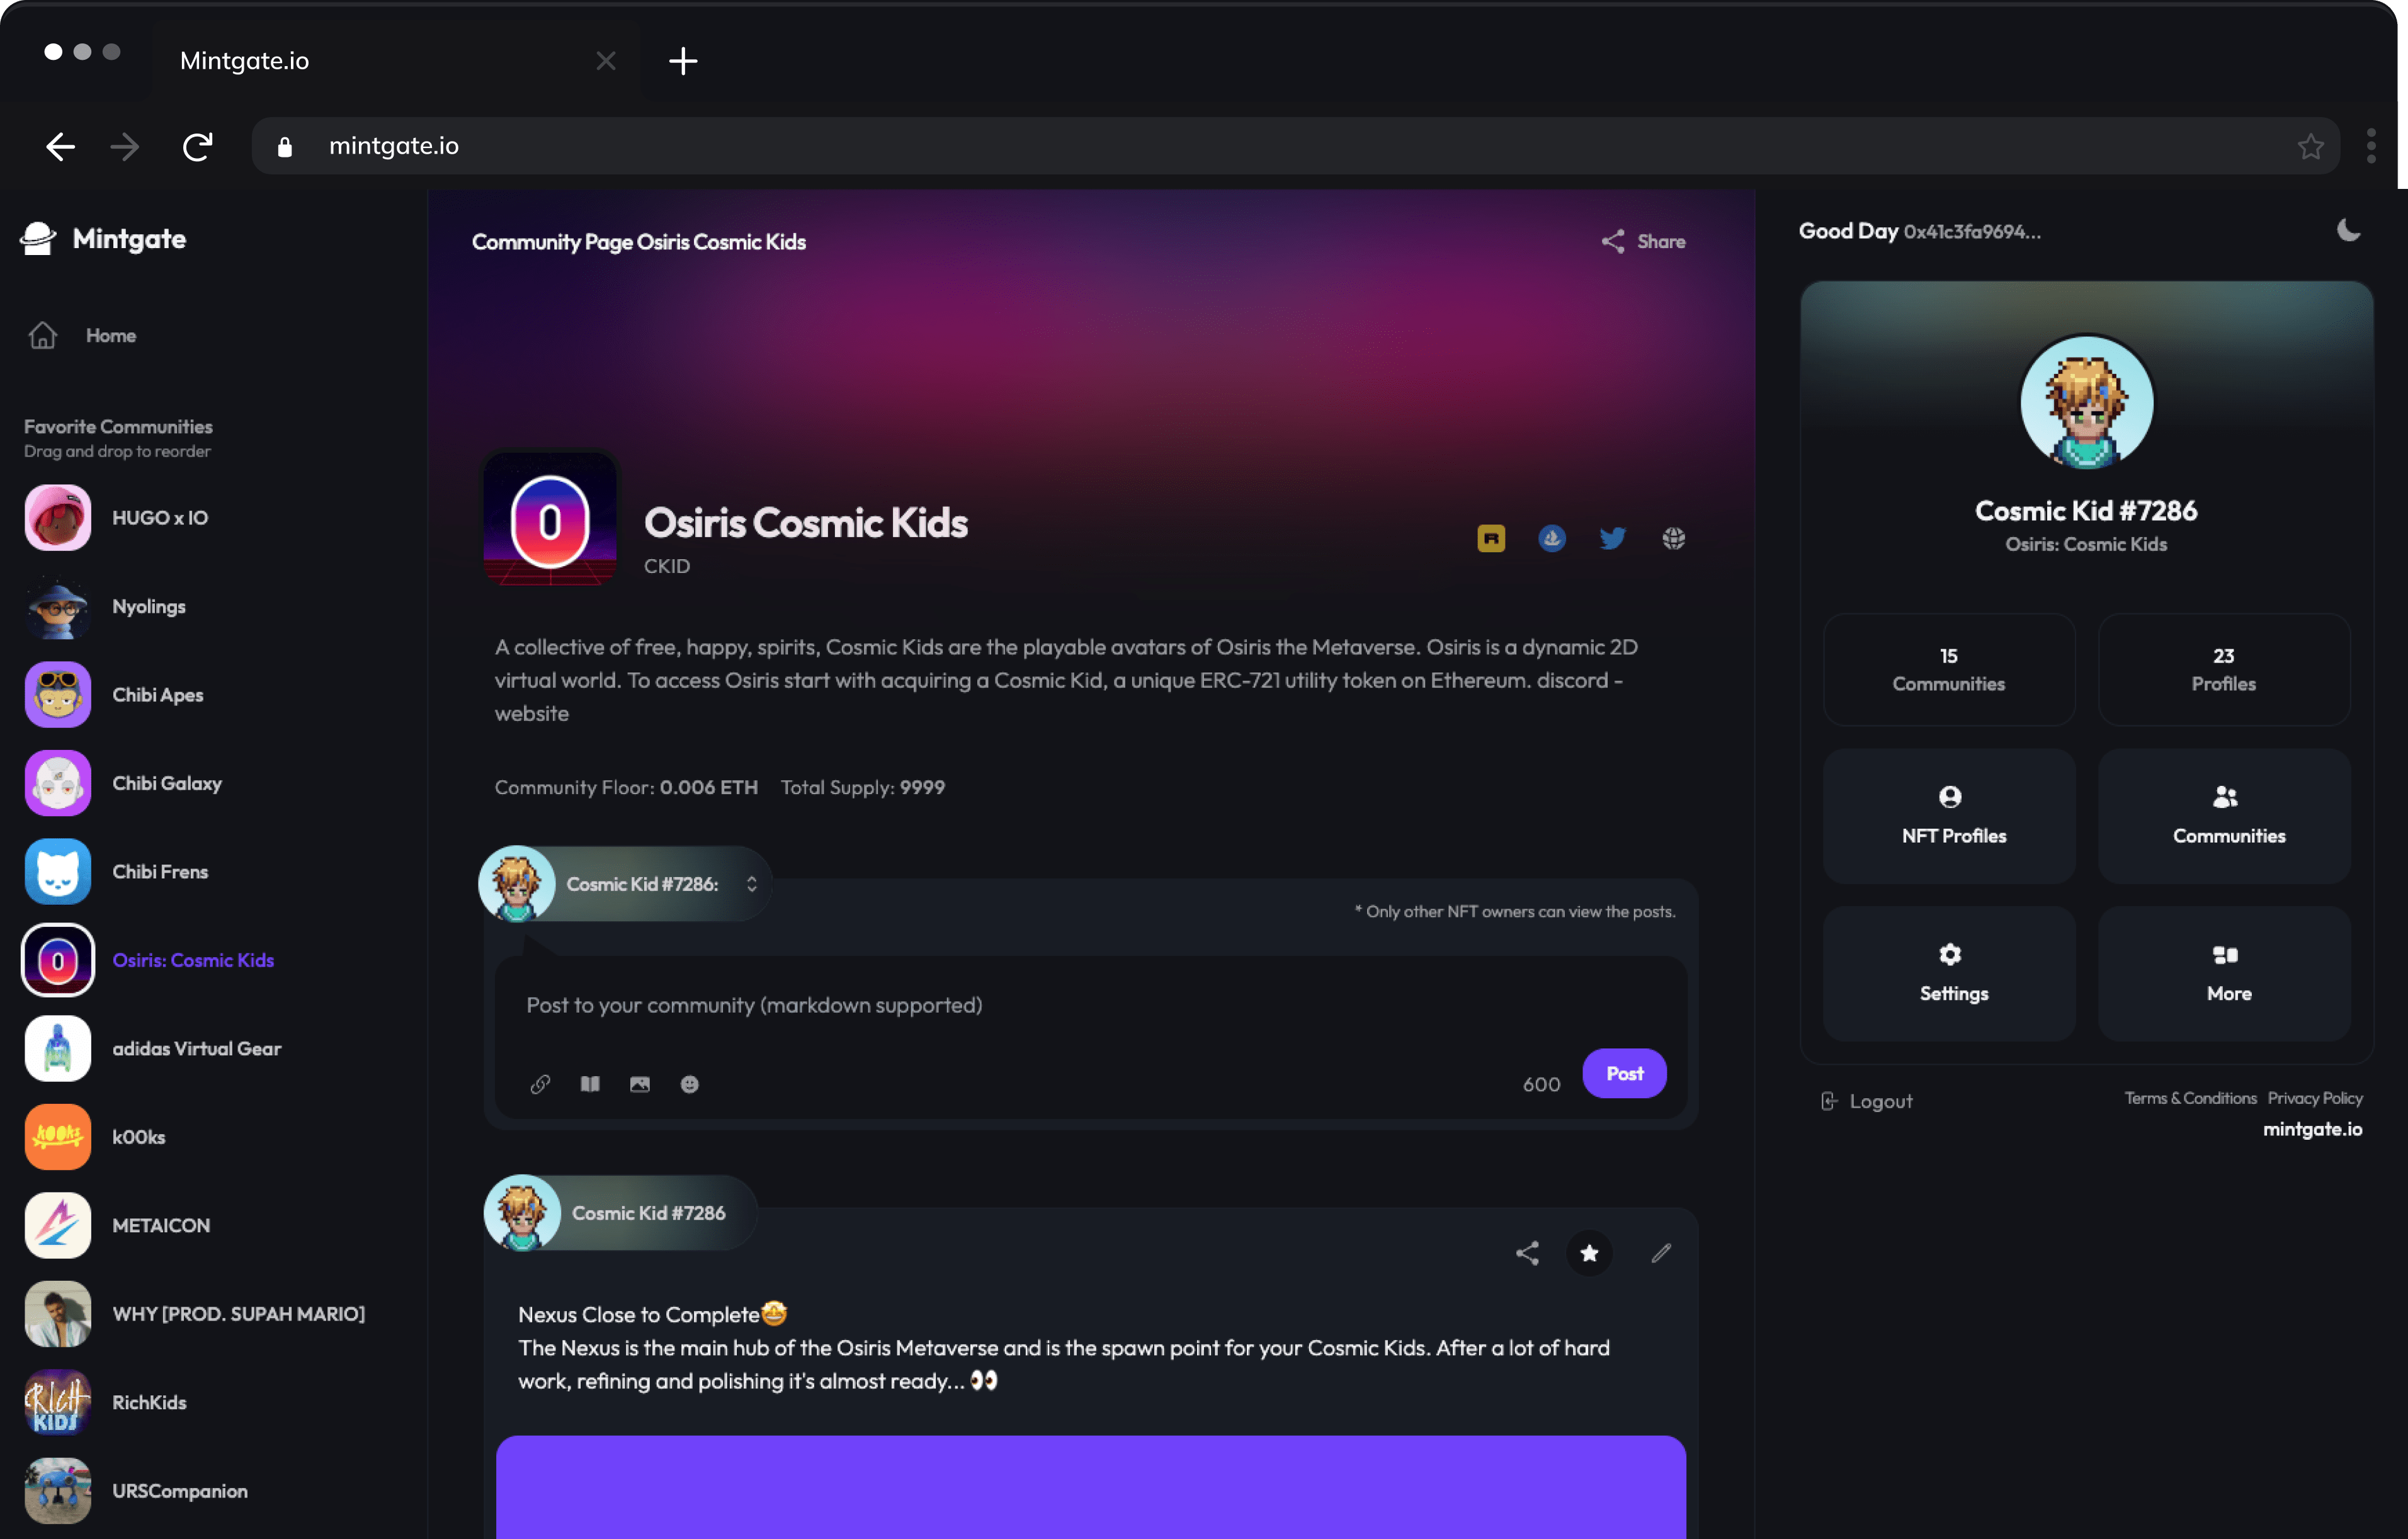 Mintgate.io
mintgate.io
Mintgate
Home
Favorite Communities
Drag and drop to reorder
HUGO x IO
Nyolings
Chibi Apes
Chibi Galaxy
Chibi Frens
Osiris: Cosmic Kids
adidas Virtual Gear
k00ks
k00ks
METAICON
WHY [PROD. SUPAH MARIO]
RICH KIDS
RichKids
URSCompanion
Community Page Osiris Cosmic Kids
Share
Osiris Cosmic Kids
CKID
A collective of free, happy, spirits, Cosmic Kids are the playable avatars of Osiris the Metaverse. Osiris is a dynamic 2D
virtual world. To access Osiris start with acquiring a Cosmic Kid, a unique ERC-721 utility token on Ethereum. discord -
website
Community Floor: 0.006 ETH Total Supply: 9999
Cosmic Kid #7286:
* Only other NFT owners can view the posts.
Post to your community (markdown supported)
600
Post
Cosmic Kid #7286
Nexus Close to Complete🤩
The Nexus is the main hub of the Osiris Metaverse and is the spawn point for your Cosmic Kids. After a lot of hard
work, refining and polishing it's almost ready... 👀
Good Day 0x41c3fa9694...
Cosmic Kid #7286
Osiris: Cosmic Kids
15
Communities
23
Profiles
NFT Profiles
Communities
Settings
More
Logout
Terms & Conditions Privacy Policy
mintgate.io